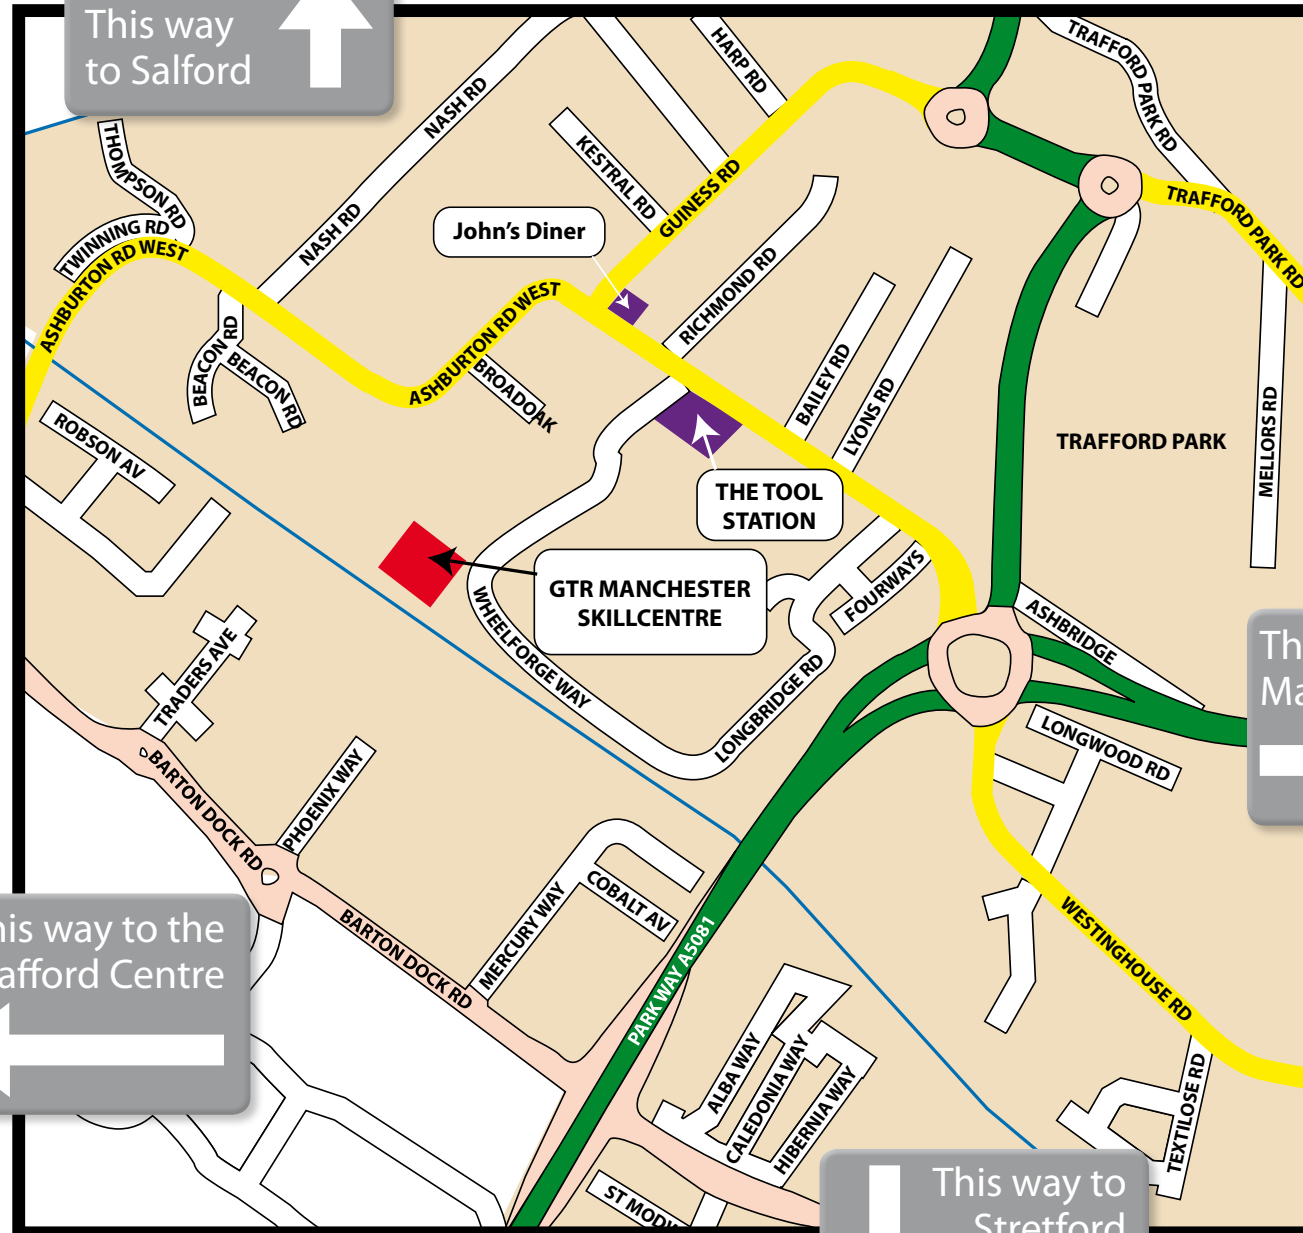 This way
to Salford
HARP RD
TRAFFORD PARK RD
NASH RD
THOMPSON RD
KESTRAL RD
GUINESS RD
TRAFFORD PARK RD
TWINNING RD
NASH RD
John's Diner
ASHBURTON RD WEST
RICHMOND RD
ASHBURTON RD WEST
BEACON RD
BEACON RD
BROADOAK
BAILEY RD
LYONS RD
MELLORS RD
TRAFFORD PARK
ROBSON AV
THE TOOL
STATION
GTR MANCHESTER
SKILLCENTRE
FOURWAYS
ASHBRIDGE
WHEELFORGE WAY
TRADERS AVE
LONGBRIDGE RD
LONGWOOD RD
BARTON DOCK RD
PHOENIX WAY
COBALT AV
MERCURY WAY
BARTON DOCK RD
PARK WAY A5081
WESTINGHOUSE RD
his way to the
afford Centre
ALBA WAY
CALEDONIA WAY
HIBERNIA WAY
TEXTILOSE RD
ST MODW
This way to
Stretford
Th
Ma